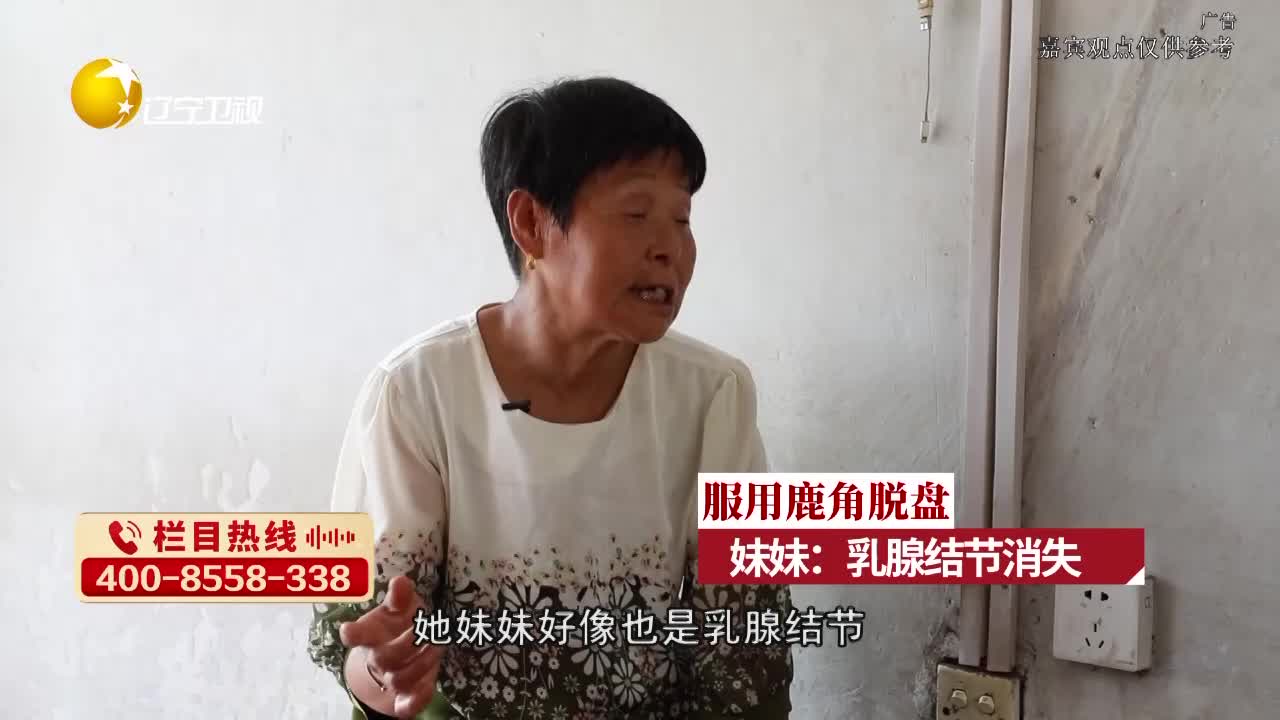 广告
嘉宾观点仅供参考
辽宁卫视
服用鹿角脱盘
妹妹：乳腺结节消失
栏目热线
400-8558-338
她妹妹好像也是乳腺结节